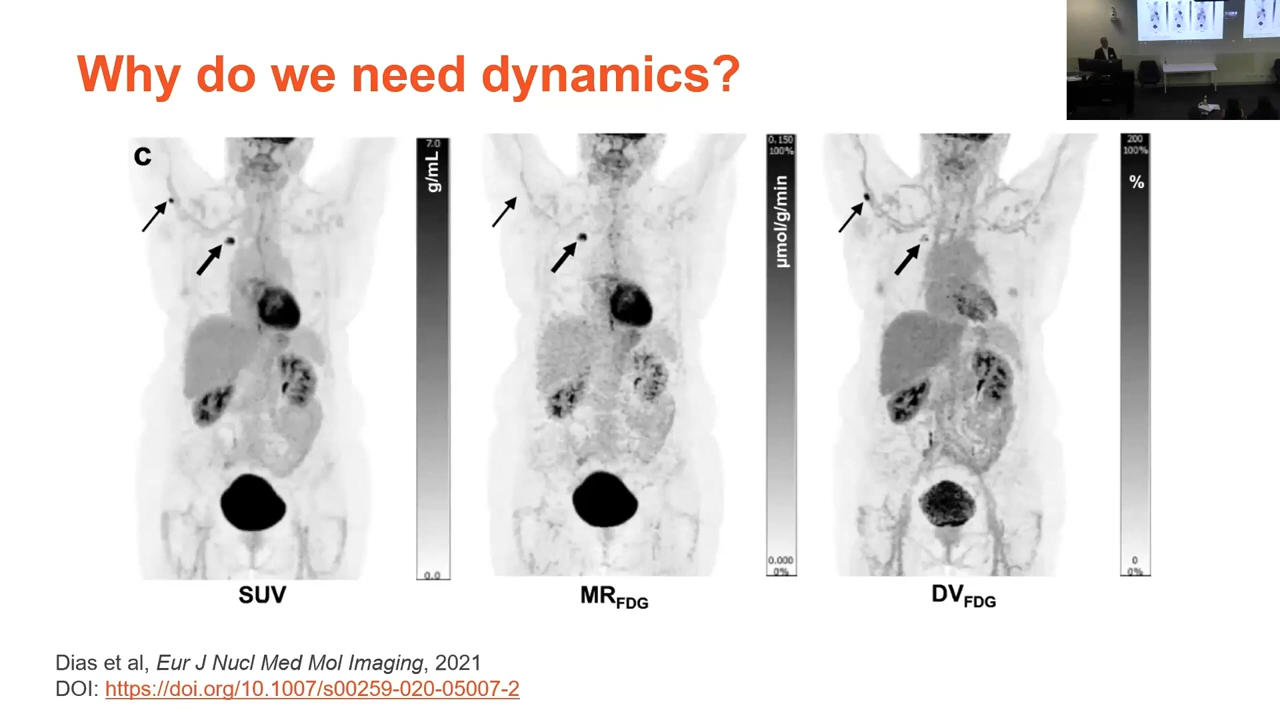 Why do we need dynamics?
c
7.0
g/mL
0.0
SUV
0.150
100%
µmol/g/min
0.000
0%
MRFDG
200
100%
%
0
0%
DVFDG
Dias et al, Eur J Nucl Med Mol Imaging, 2021
DOI: https://doi.org/10.1007/s00259-020-05007-2